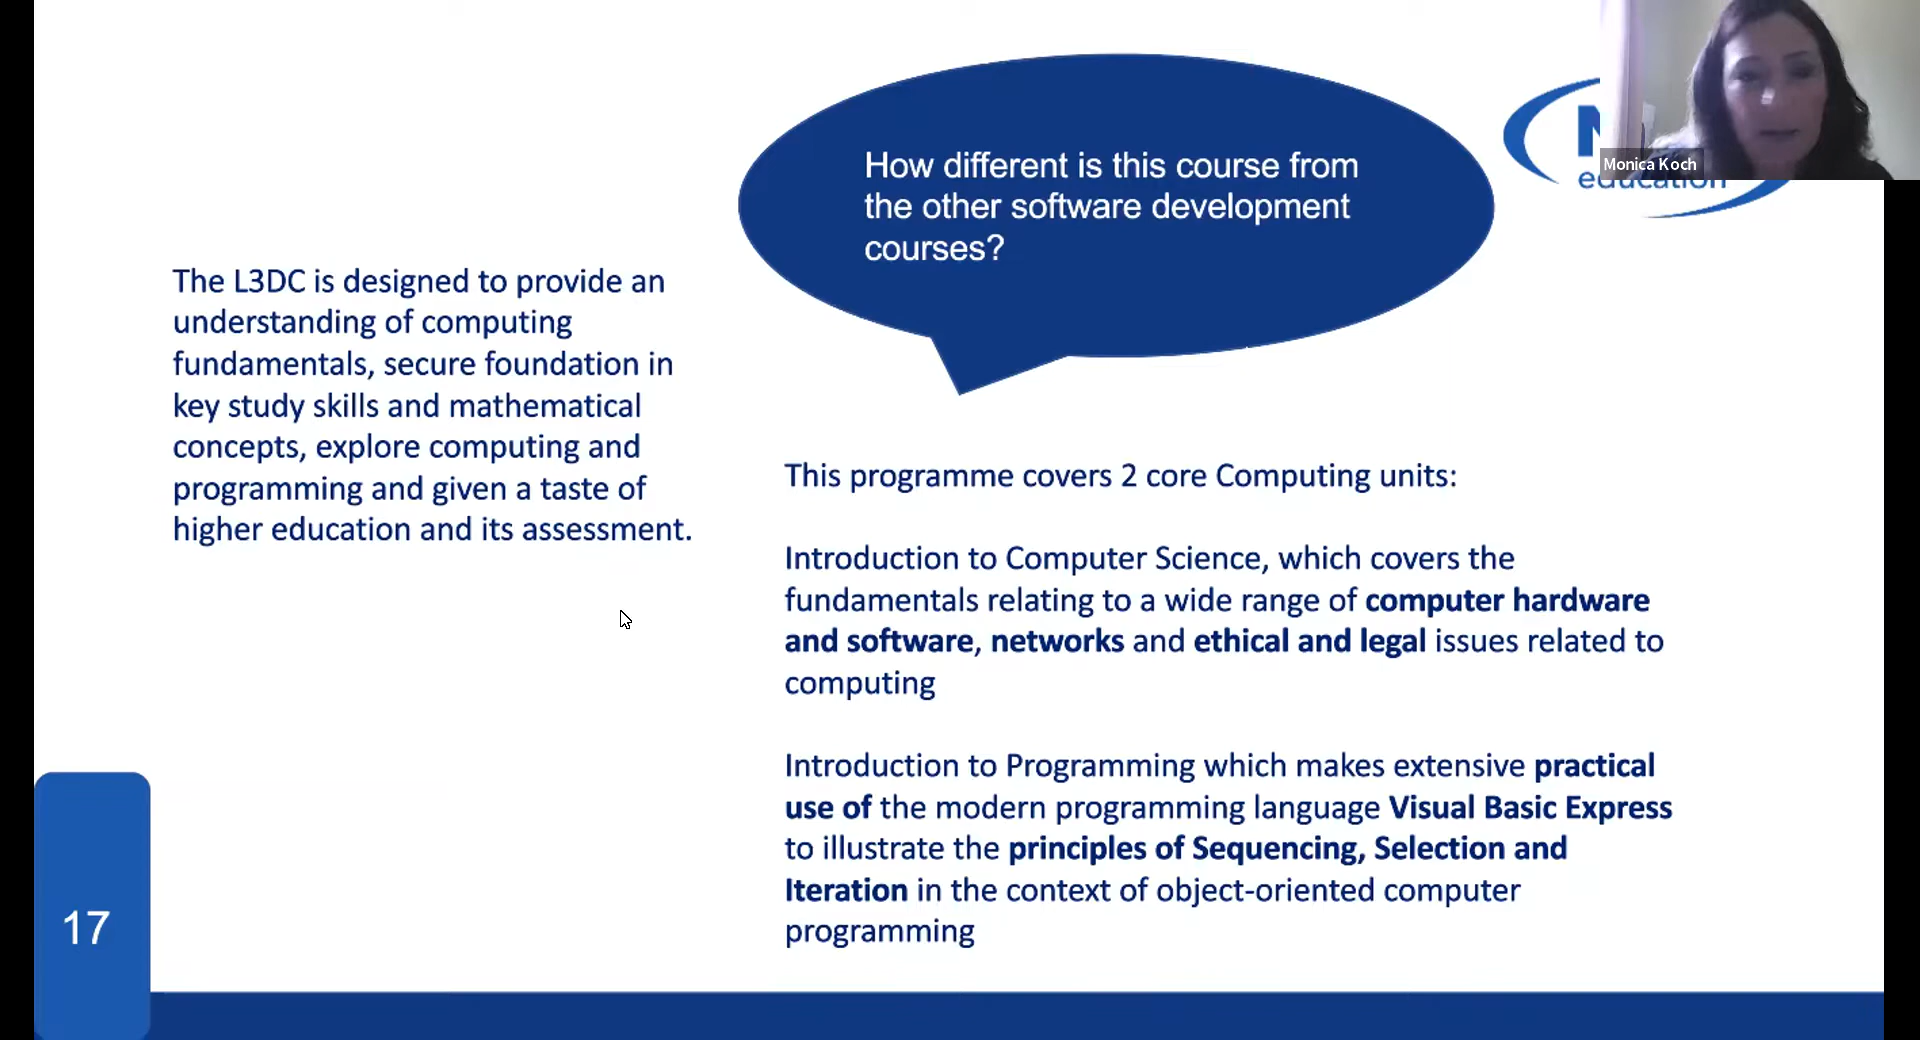 How different is this course from
the other software development
courses?
Monica Koch
education
The L3DC is designed to provide an
understanding of computing
fundamentals, secure foundation in
key study skills and mathematical
concepts, explore computing and
programming and given a taste of
higher education and its assessment.
This programme covers 2 core Computing units:
Introduction to Computer Science, which covers the
fundamentals relating to a wide range of computer hardware
and software, networks and ethical and legal issues related to
computing
Introduction to Programming which makes extensive practical
use of the modern programming language Visual Basic Express
to illustrate the principles of Sequencing, Selection and
Iteration in the context of object-oriented computer
programming
17